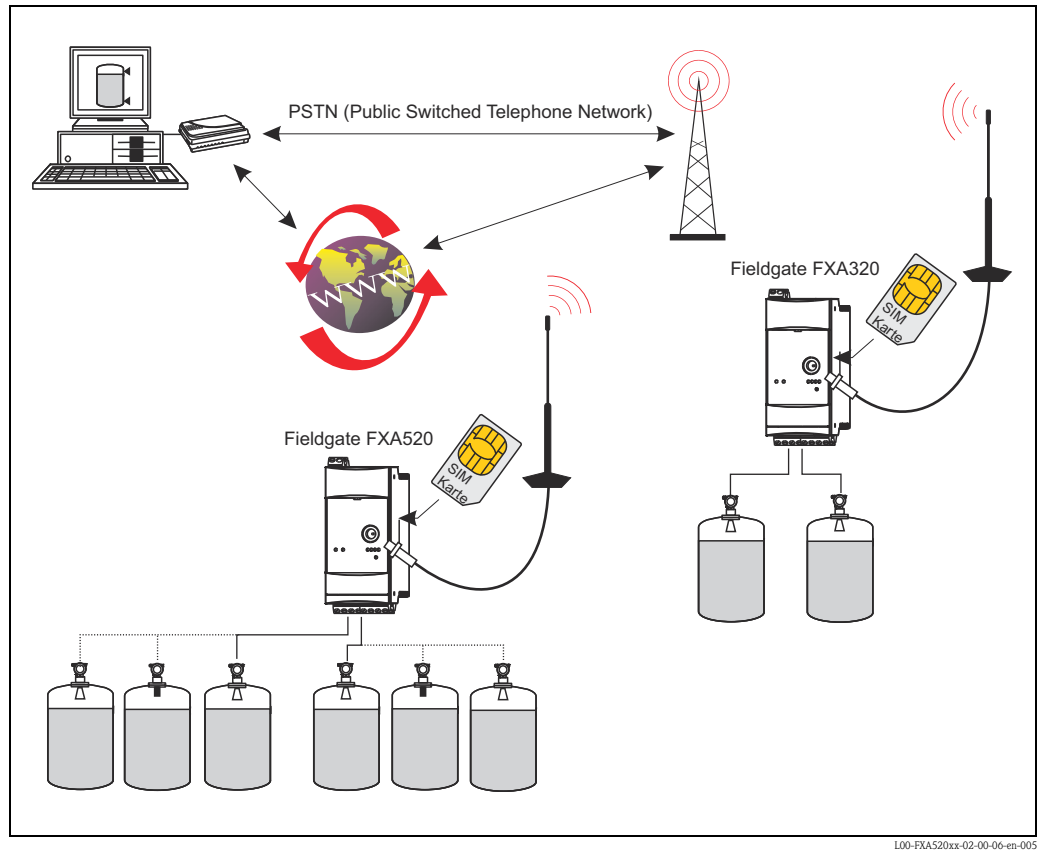 PSTN (Public Switched Telephone Network)
WWW
Fieldgate FXA320
SIM
Karte
Fieldgate FXA520
SIM
Karte
L00-FXA520xx-02-00-06-en-005